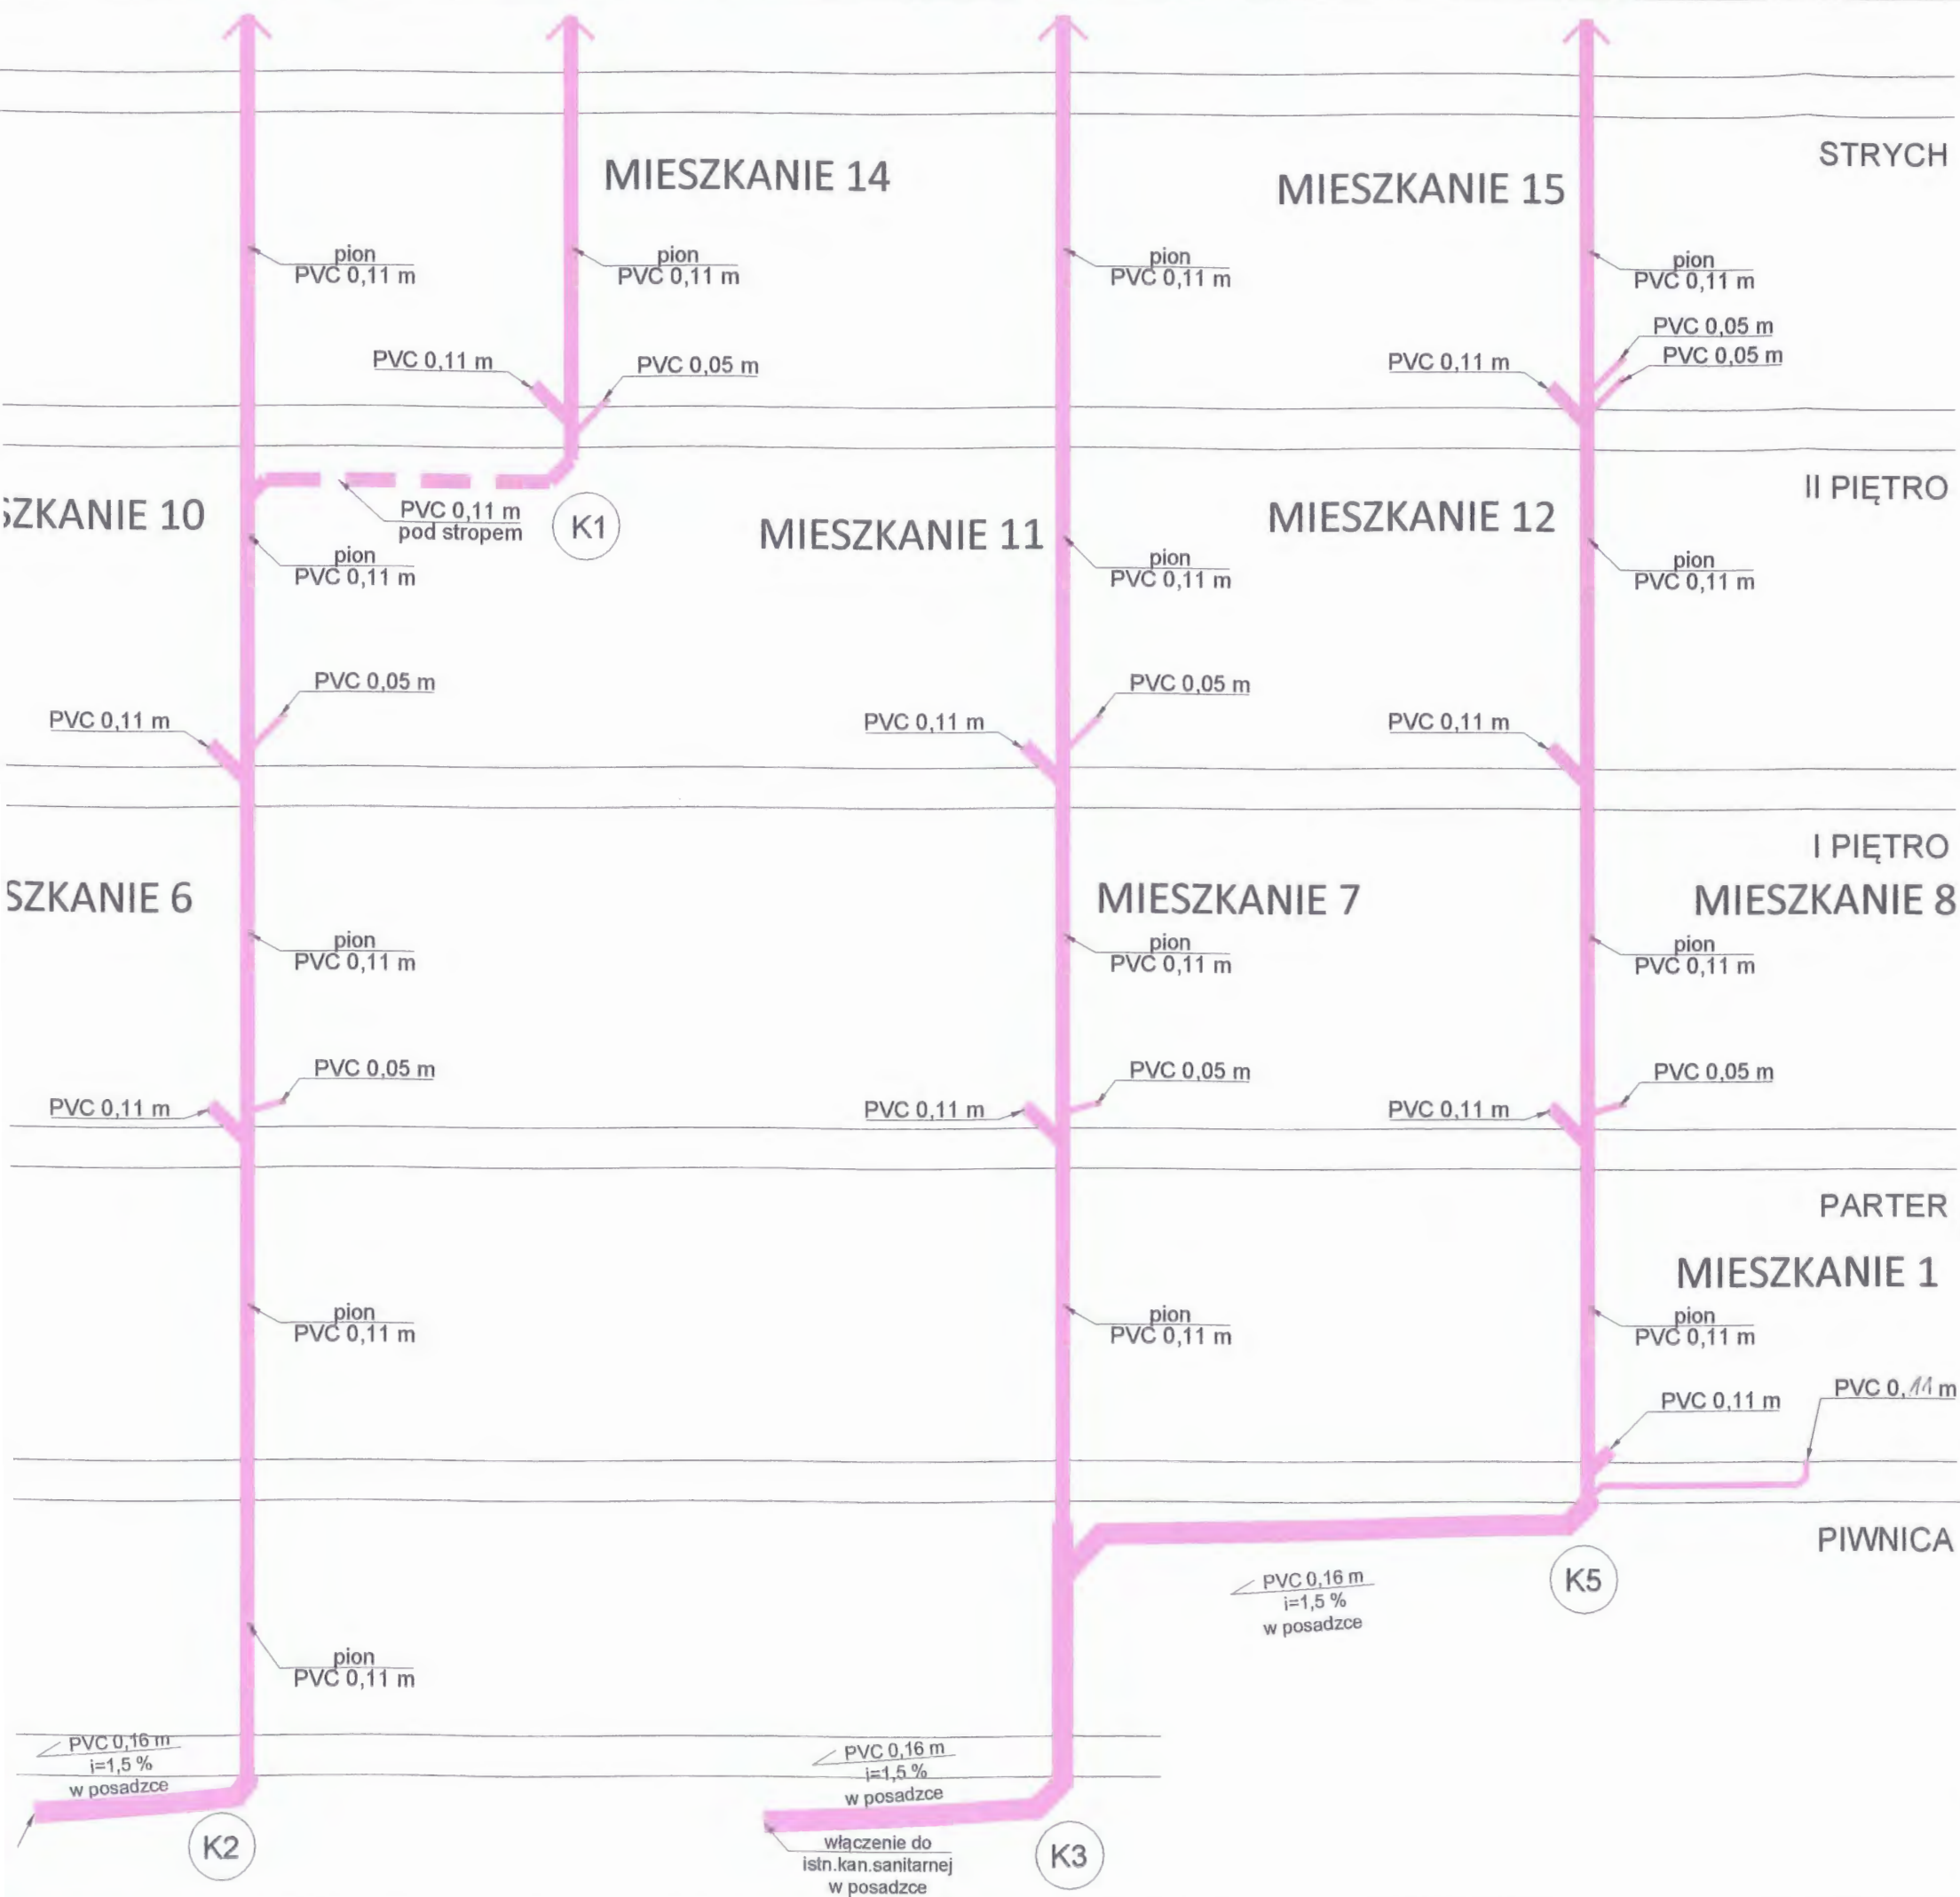 STRYCH
MIESZKANIE 14
MIESZKANIE 15
pion
PVC 0,11 m
pion
PVC 0,11 m
pion
PVC 0,11 m
pion
PVC 0,11 m
PVC 0,05 m
PVC 0,05 m
PVC 0,11 m
PVC 0,05 m
PVC 0,11 m
II PIĘTRO
SZKANIE 10
PVC 0,11 m
pod stropem
K1
MIESZKANIE 11
MIESZKANIE 12
pion
PVC 0,11 m
pion
PVC 0,11 m
pion
PVC 0,11 m
PVC 0,05 m
PVC 0,11 m
PVC 0,05 m
PVC 0,11 m
PVC 0,11 m
I PIĘTRO
SZKANIE 6
MIESZKANIE 7
MIESZKANIE 8
pion
PVC 0,11 m
pion
PVC 0,11 m
pion
PVC 0,11 m
PVC 0,05 m
PVC 0,11 m
PVC 0,05 m
PVC 0,11 m
PVC 0,05 m
PVC 0,11 m
PARTER
MIESZKANIE 1
pion
PVC 0,11 m
pion
PVC 0,11 m
pion
PVC 0,11 m
PVC 0,11 m
PVC 0,11 m
PIWNICA
K5
PVC 0,16 m
i=1,5 %
w posadzce
pion
PVC 0,11 m
PVC 0,16 m
i=1,5 %
w posadzce
K2
PVC 0,16 m
i=1,5 %
w posadzce
włączenie do
istn.kan.sanitarnej
w posadzce
K3